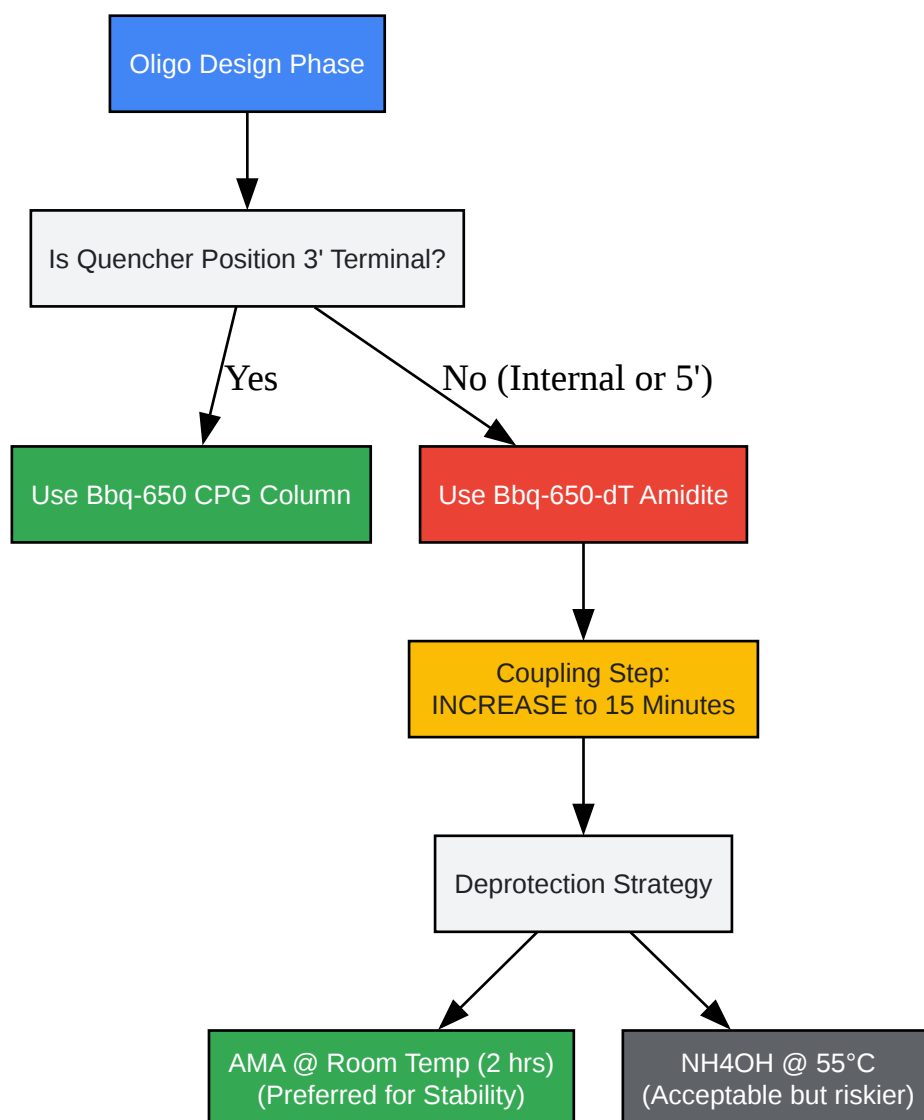 Oligo Design Phase
Is Quencher Position 3' Terminal?
Yes
No (Internal or 5')
Use Bbq-650 CPG Column
Use Bbq-650-dT Amidite
Coupling Step:
INCREASE to 15 Minutes
Deprotection Strategy
AMA @ Room Temp (2 hrs)
(Preferred for Stability)
NH4OH @ 55°C
(Acceptable but riskier)